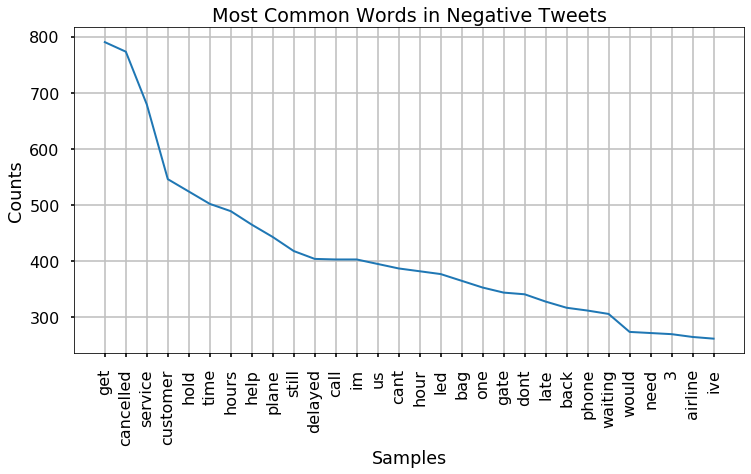 Most Common Words in Negative Tweets
800
700
600
500
400
300
Counts
get
cancelled
service
customer
hold
time
hours
help
plane
still
delayed
call
im
us
cant
hour
led
bag
one
gate
dont
late
back
phone
waiting
would
need
3
airline
ive
Samples